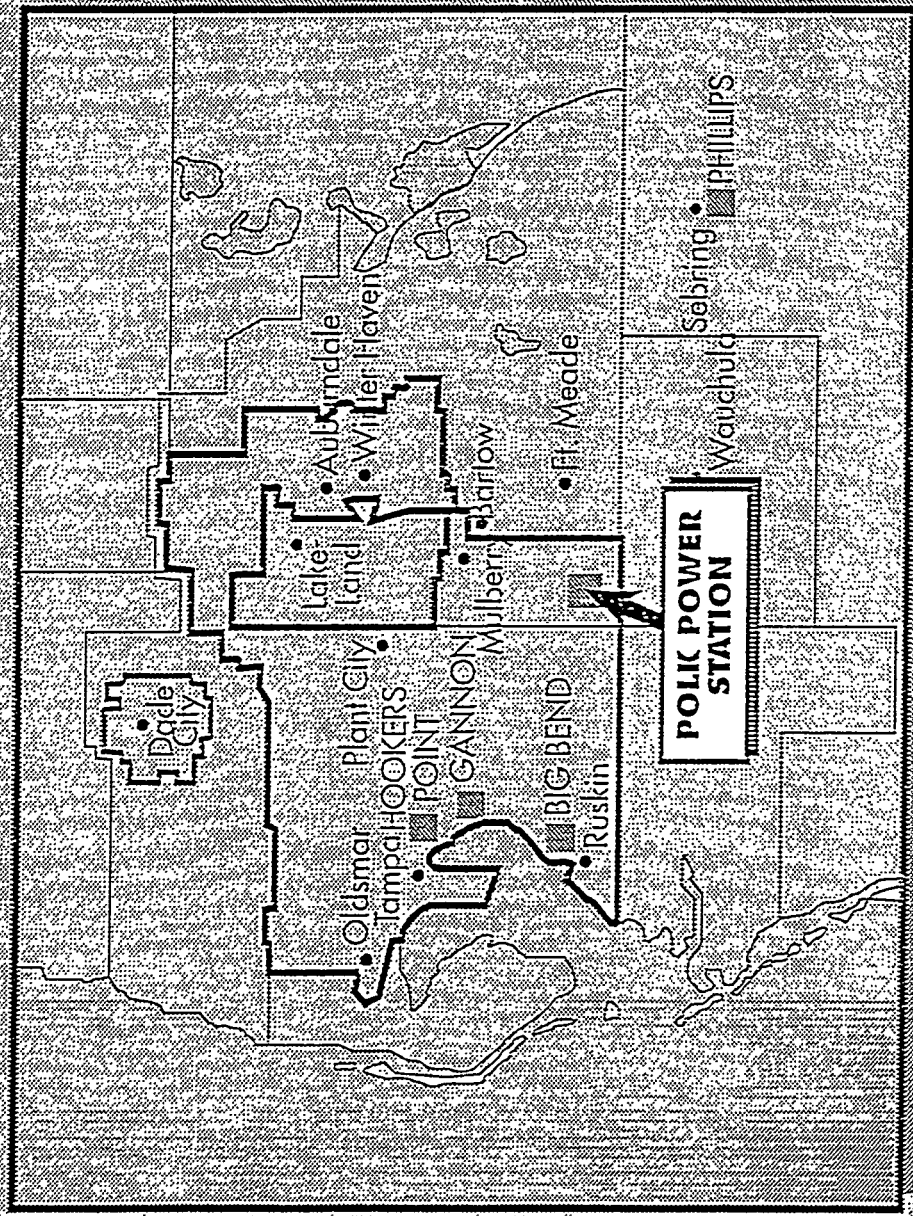 Dade
City
Oldsmar
Tampa
Plant City
HOOKERS
POINT
GANNON
BIG BEND
Ruskin
Lake-
Land
Auburndale
Winter Haven
Mulberry
Bartow
Ft. Meade
POLK POWER
STATION
Wauchula
Sebring
PHILLIPS